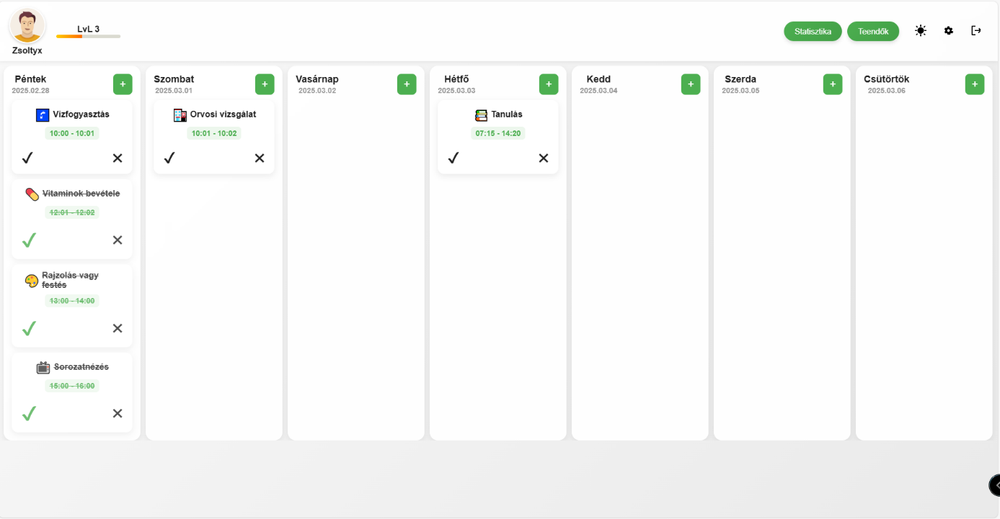 LvL 3
Zsoltyx
Statisztika
Teendők
Péntek
2025.02.28
+
Vizfogyasztás
10:00 - 10:01
Vitaminok bevétele
12:01 - 12:02
Rajzolás vagy
festés
13:00 - 14:00
Sorozatnézés
15:00 - 16:00
Szombat
2025.03.01
+
Orvosi vizsgálat
10:01 - 10:02
Vasárnap
2025.03.02
+
Hétfő
2025.03.03
+
Tanulás
07:15 - 14:20
Kedd
2025.03.04
+
Szerda
2025.03.05
+
Csütörtök
2025.03.06
+